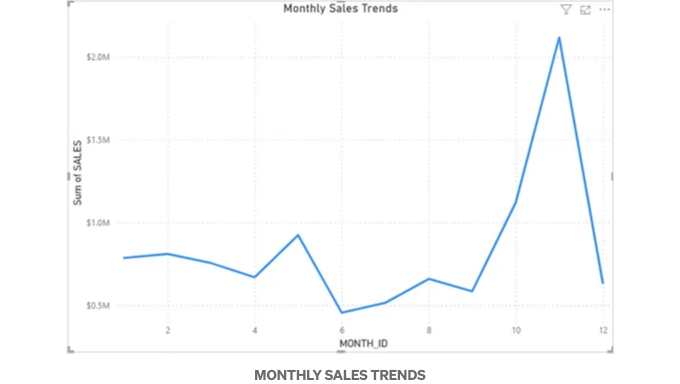 Monthly Sales Trends
$2.0M
$1.5M
$1.0M
$0.5M
Sum of SALES
2 4 6 8 10 12
MONTH_ID
MONTHLY SALES TRENDS